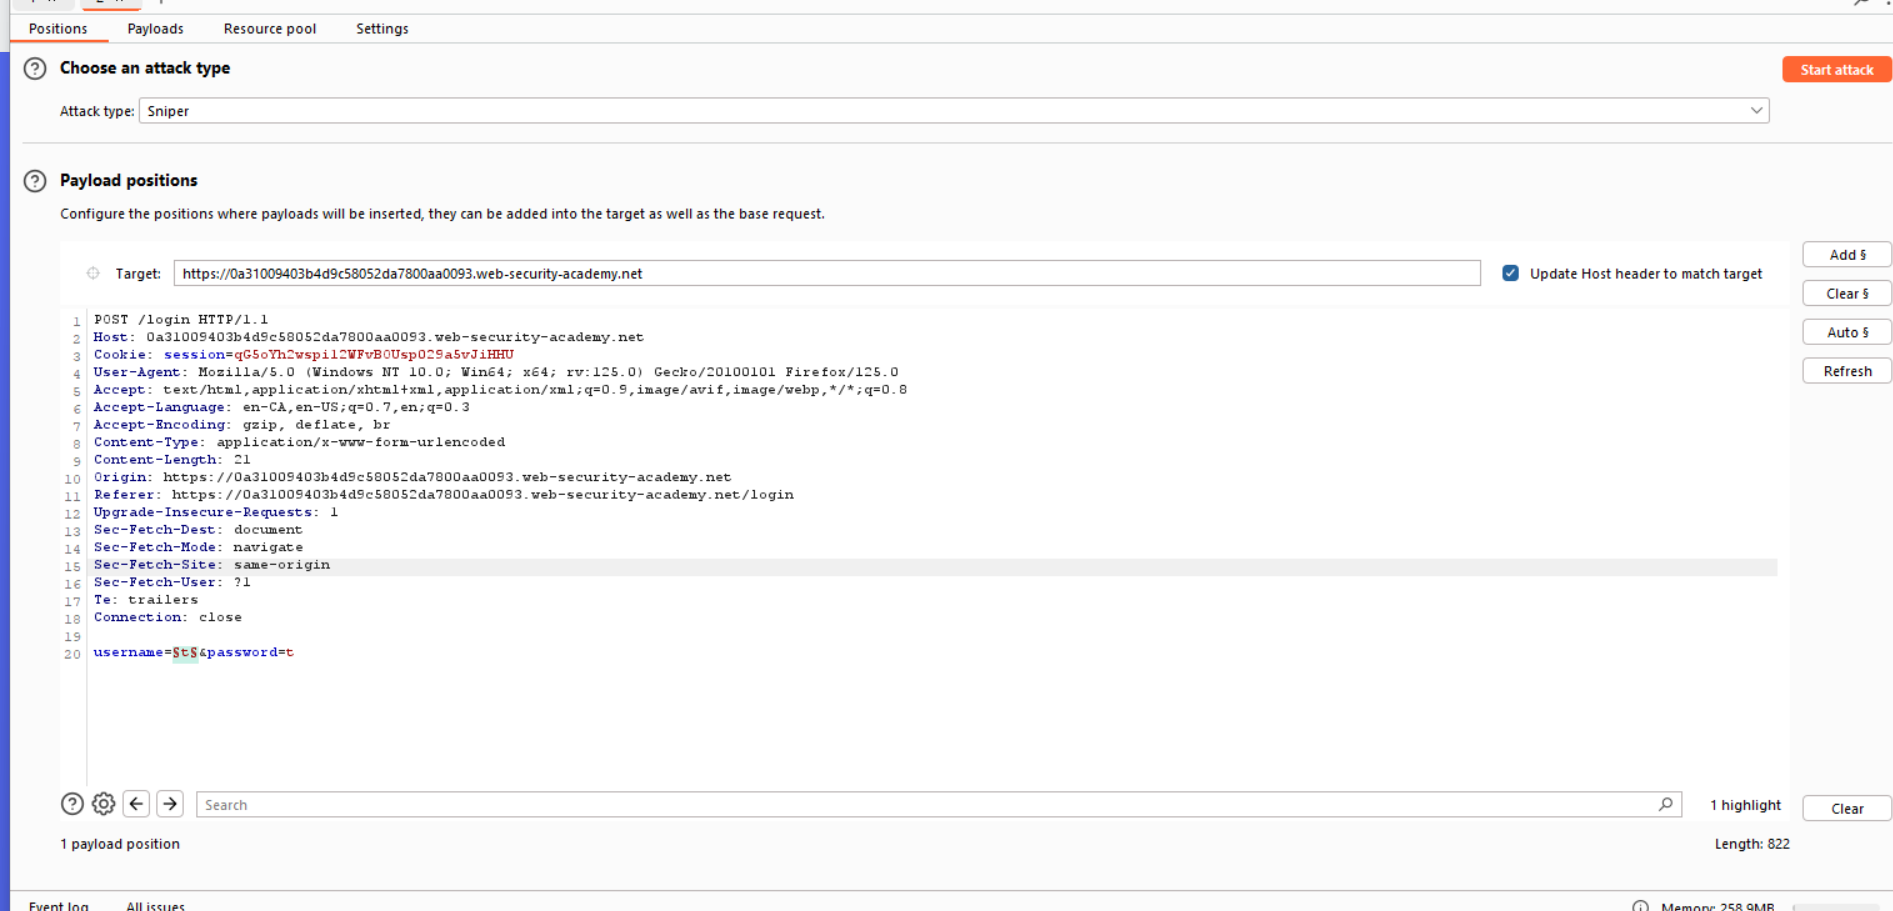 Positions Payloads Resource pool Settings
Choose an attack type
Start attack
Attack type: Sniper
Payload positions
Configure the positions where payloads will be inserted, they can be added into the target as well as the base request.
Add §
Target: https://0a31009403b4d9c58052da7800aa0093.web-security-academy.net
Update Host header to match target
Clear §
Auto §
Refresh
1 POST /login HTTP/1.1
2 Host: 0a31009403b4d9c58052da7800aa0093.web-security-academy.net
3 Cookie: session=qG5oYh2wspil2WFvB0Usp029a5vJiHHU
4 User-Agent: Mozilla/5.0 (Windows NT 10.0; Win64; x64; rv:125.0) Gecko/20100101 Firefox/125.0
5 Accept: text/html,application/xhtml+xml,application/xml;q=0.9,image/avif,image/webp,*/*;q=0.8
6 Accept-Language: en-CA,en-US;q=0.7,en;q=0.3
7 Accept-Encoding: gzip, deflate, br
8 Content-Type: application/x-www-form-urlencoded
9 Content-Length: 21
10 Origin: https://0a31009403b4d9c58052da7800aa0093.web-security-academy.net
11 Referer: https://0a31009403b4d9c58052da7800aa0093.web-security-academy.net/login
12 Upgrade-Insecure-Requests: 1
13 Sec-Fetch-Dest: document
14 Sec-Fetch-Mode: navigate
15 Sec-Fetch-Site: same-origin
16 Sec-Fetch-User: ?1
17 Te: trailers
18 Connection: close
19
20 username=§t§&password=t
Search
1 highlight
Clear
1 payload position
Length: 822
Event log All issues
Memory: 258.9MB